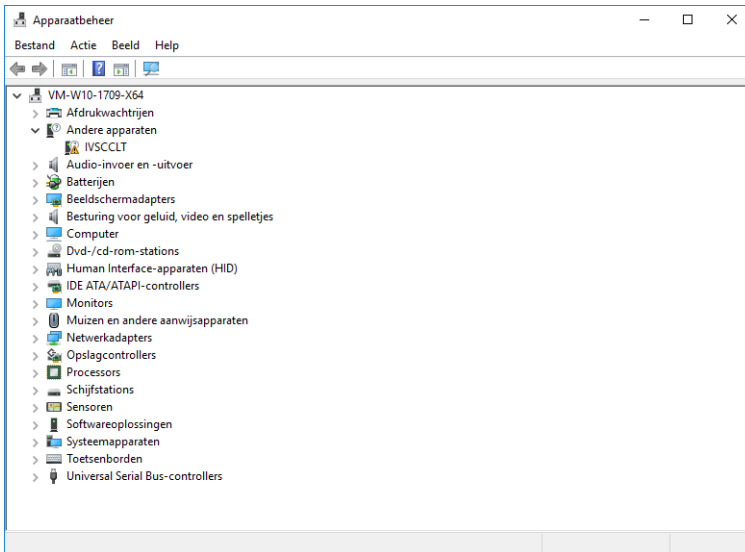 Apparaatbeheer
Bestand Actie Beeld Help
VM-W10-1709-X64
Afdrukwachtrijen
Andere apparaten
IVSCCLT
Audio-invoer en -uitvoer
Batterijen
Beeldschermadapters
Besturing voor geluid, video en spelletjes
Computer
Dvd-/cd-rom-stations
Human Interface-apparaten (HID)
IDE ATA/ATAPI-controllers
Monitors
Muizen en andere aanwijsapparaten
Netwerkadapters
Opslagcontrollers
Processors
Schijfstations
Sensoren
Softwareoplossingen
Systeemapparaten
Toetsenborden
Universal Serial Bus-controllers